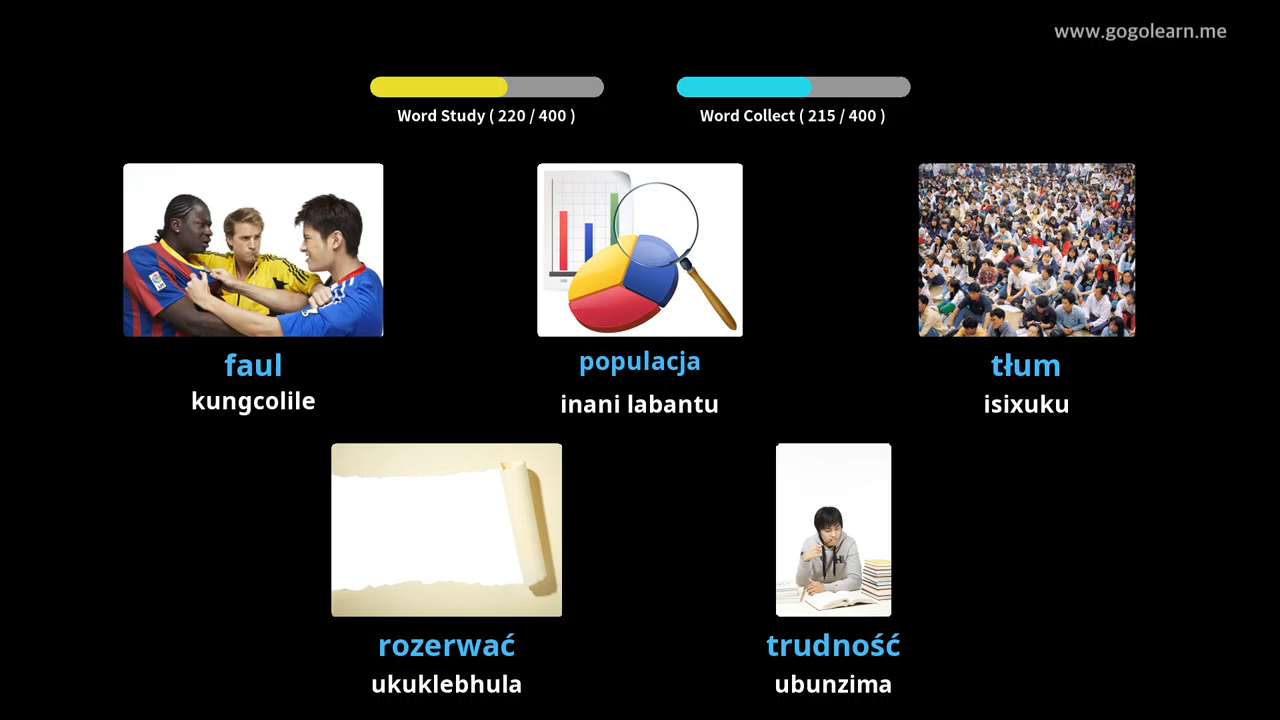 www.gogolearn.me
Word Study ( 220 / 400 )
Word Collect ( 215 / 400 )
faul
kungcolile
populacja
inani labantu
tłum
isixuku
rozerwać
ukuklebhula
trudność
ubunzima